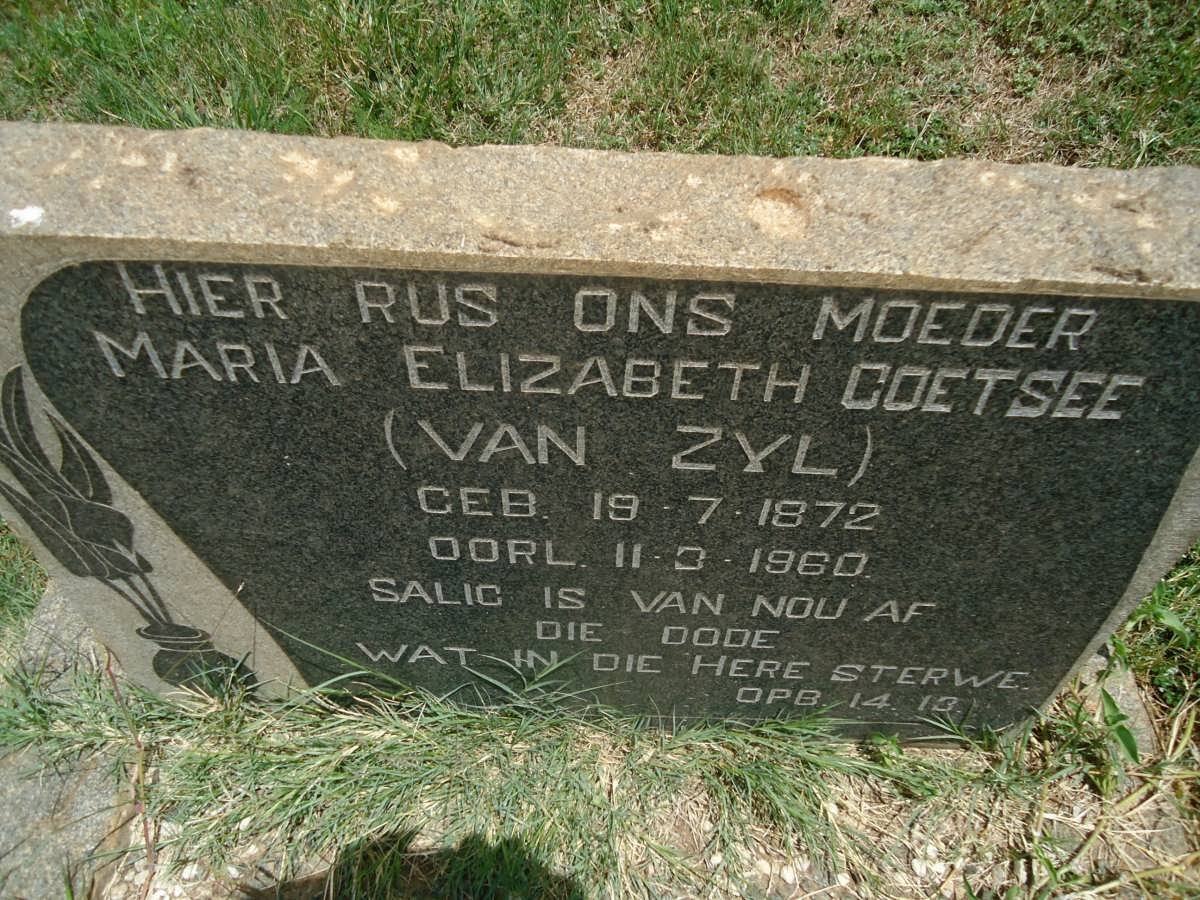 HIER RUS ONS MOEDER
MARIA ELIZABETH COETSEE
(VAN ZYL)
GEB. 19-7-1872
OORL. 11-3-1960.
SALIG IS VAN NOU AF
DIE DODE
WAT IN DIE HERE STERWE.
OPB. 14.13